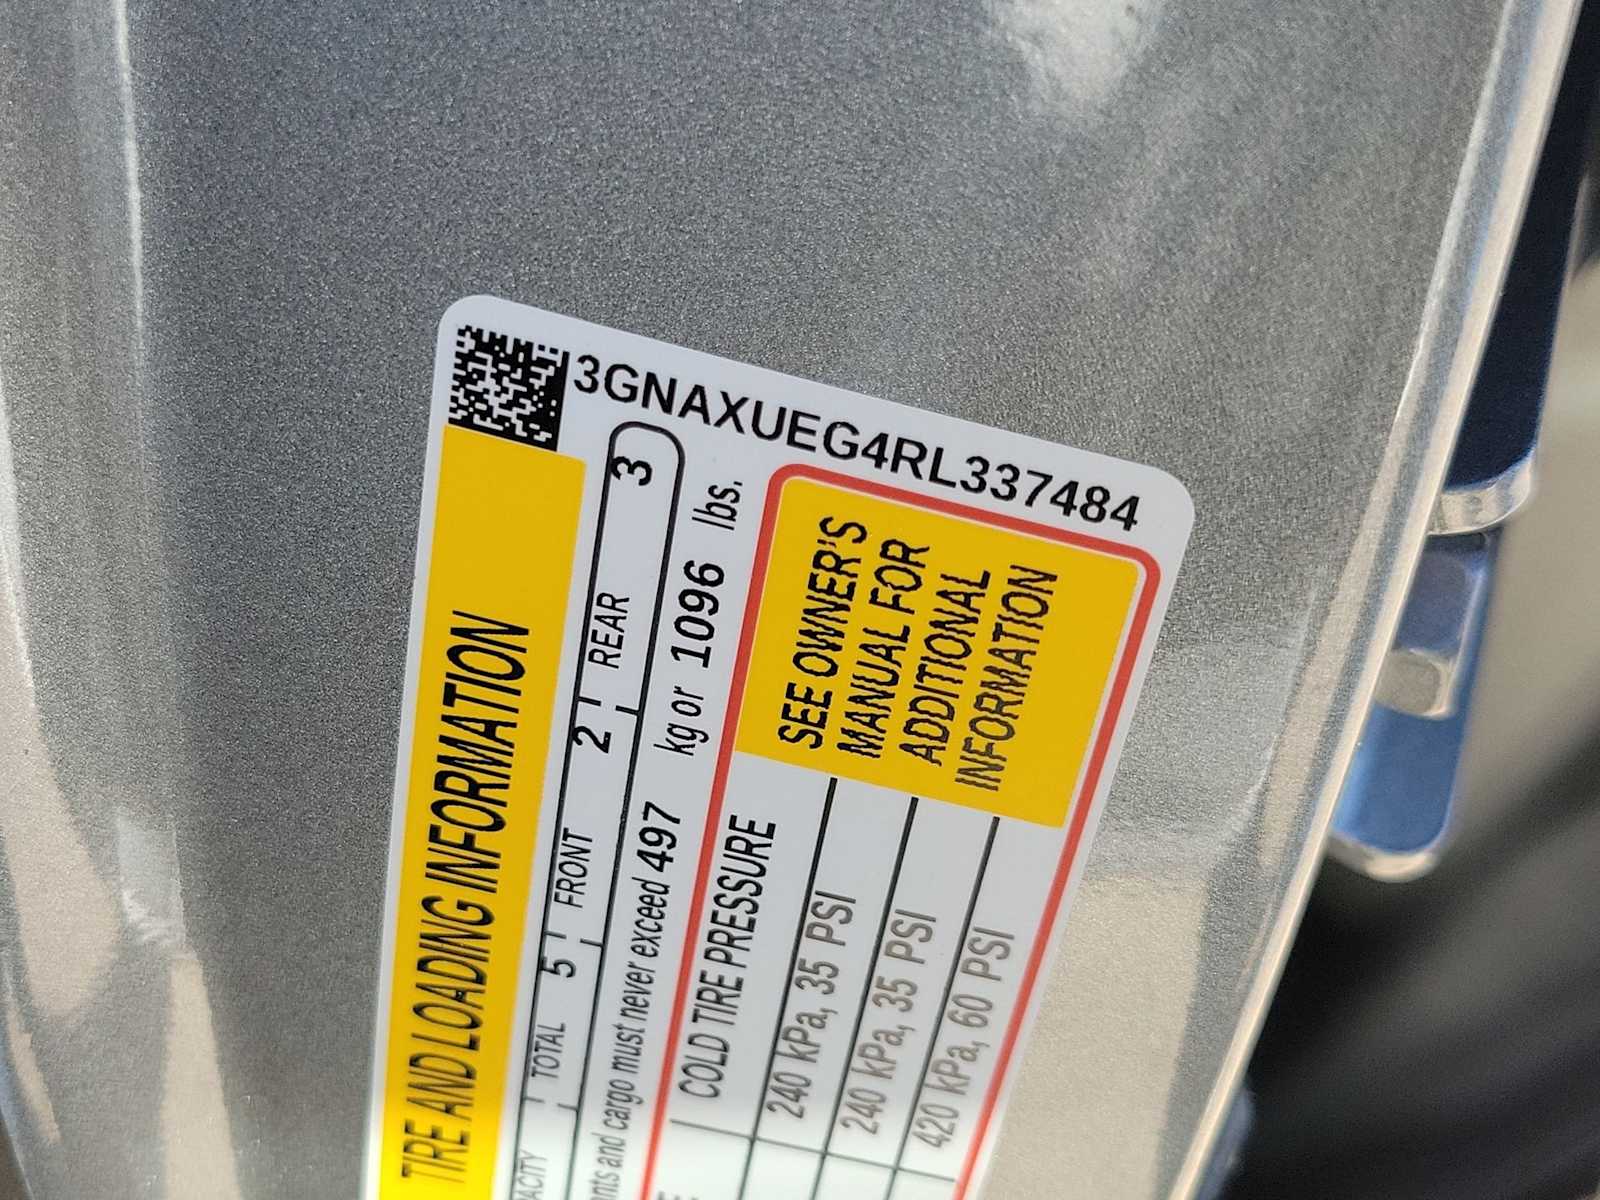 3GNAXUEG4RL337484
TIRE AND LOADING INFORMATION
TOTAL 5 FRONT 2 REAR 3
and cargo must never exceed 497 kg or 1096 lbs.
COLD TIRE PRESSURE
240 kPa, 35 PSI
240 kPa, 35 PSI
420 kPa, 60 PSI
SEE OWNER'S
MANUAL FOR
ADDITIONAL
INFORMATION